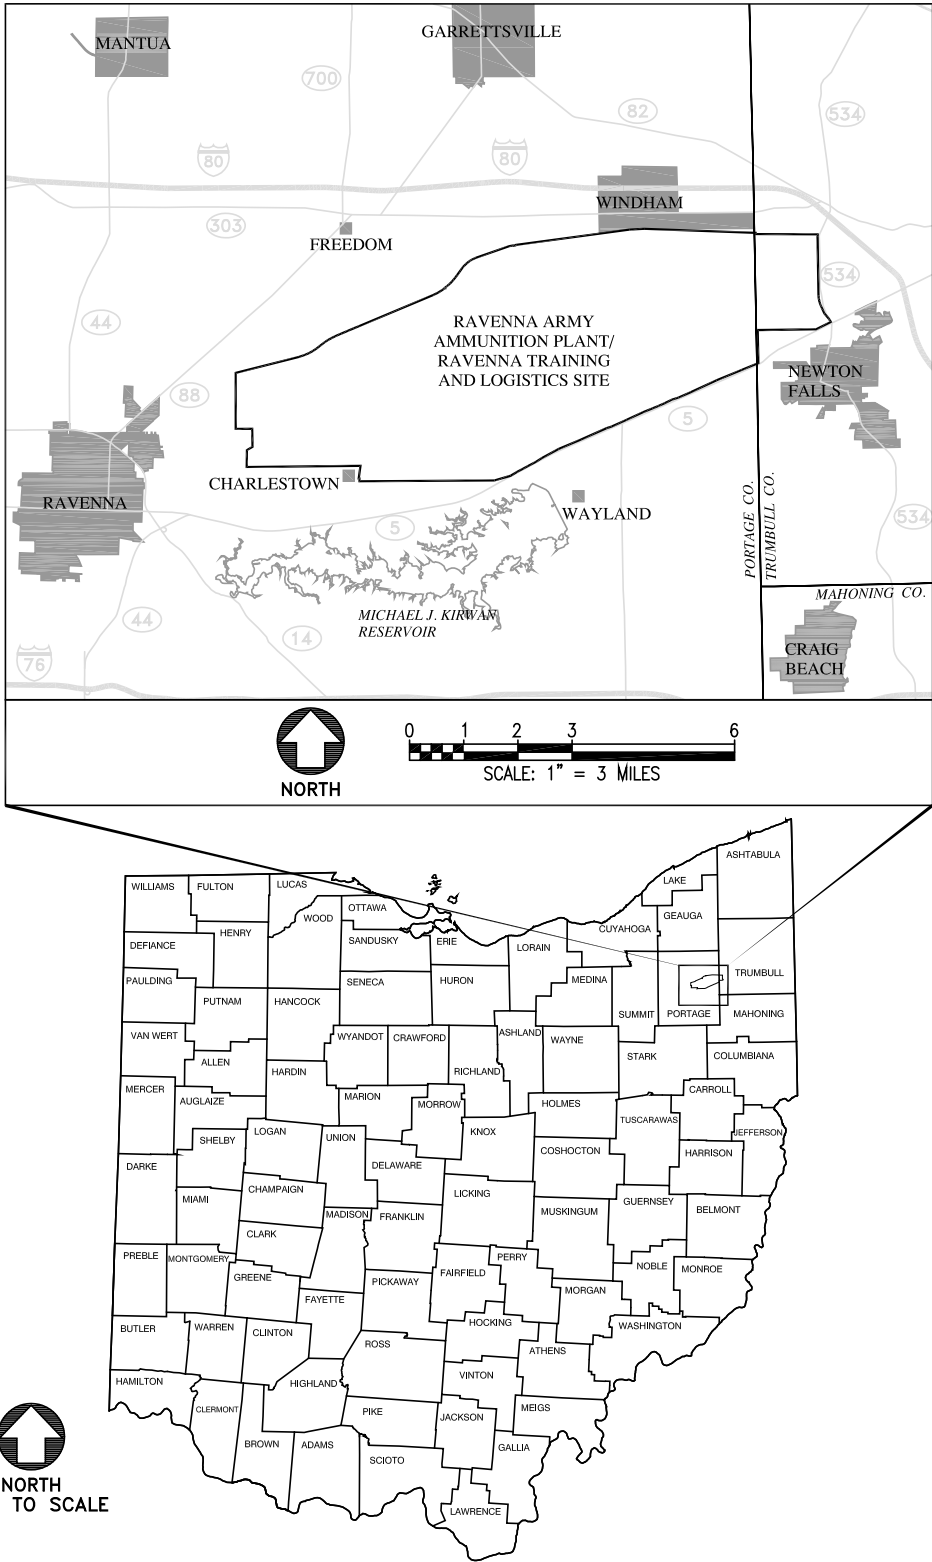 MANTUA
GARRETTSVILLE
700
82
534
80
80
WINDHAM
303
FREEDOM
534
44
RAVENNA ARMY
AMMUNITION PLANT/
RAVENNA TRAINING
AND LOGISTICS SITE
NEWTON
FALLS
88
5
CHARLESTOWN
RAVENNA
WAYLAND
PORTAGE CO.
TRUMBULL CO.
5
534
MAHONING CO.
MICHAEL J. KIRWAN
RESERVOIR
44
14
76
CRAIG
BEACH
NORTH
0 1 2 3 6
SCALE: 1" = 3 MILES
ASHTABULA
LAKE
WILLIAMS
FULTON
LUCAS
OTTAWA
WOOD
GEAUGA
CUYAHOGA
HENRY
SANDUSKY
ERIE
LORAIN
DEFIANCE
TRUMBULL
PAULDING
SENECA
HURON
MEDINA
PUTNAM
HANCOCK
SUMMIT
PORTAGE
MAHONING
VAN WERT
WYANDOT
CRAWFORD
ASHLAND
WAYNE
ALLEN
STARK
COLUMBIANA
HARDIN
RICHLAND
MERCER
CARROLL
AUGLAIZE
MARION
MORROW
HOLMES
TUSCARAWAS
SHELBY
LOGAN
UNION
KNOX
JEFFERSON
DARKE
DELAWARE
COSHOCTON
HARRISON
MIAMI
CHAMPAIGN
LICKING
GUERNSEY
MADISON
FRANKLIN
MUSKINGUM
BELMONT
CLARK
PREBLE
MONTGOMERY
PERRY
NOBLE
MONROE
GREENE
PICKAWAY
FAIRFIELD
MORGAN
FAYETTE
BUTLER
WARREN
CLINTON
HOCKING
WASHINGTON
ROSS
ATHENS
HAMILTON
HIGHLAND
VINTON
CLERMONT
PIKE
JACKSON
MEIGS
BROWN
ADAMS
SCIOTO
GALLIA
LAWRENCE
NORTH
TO SCALE